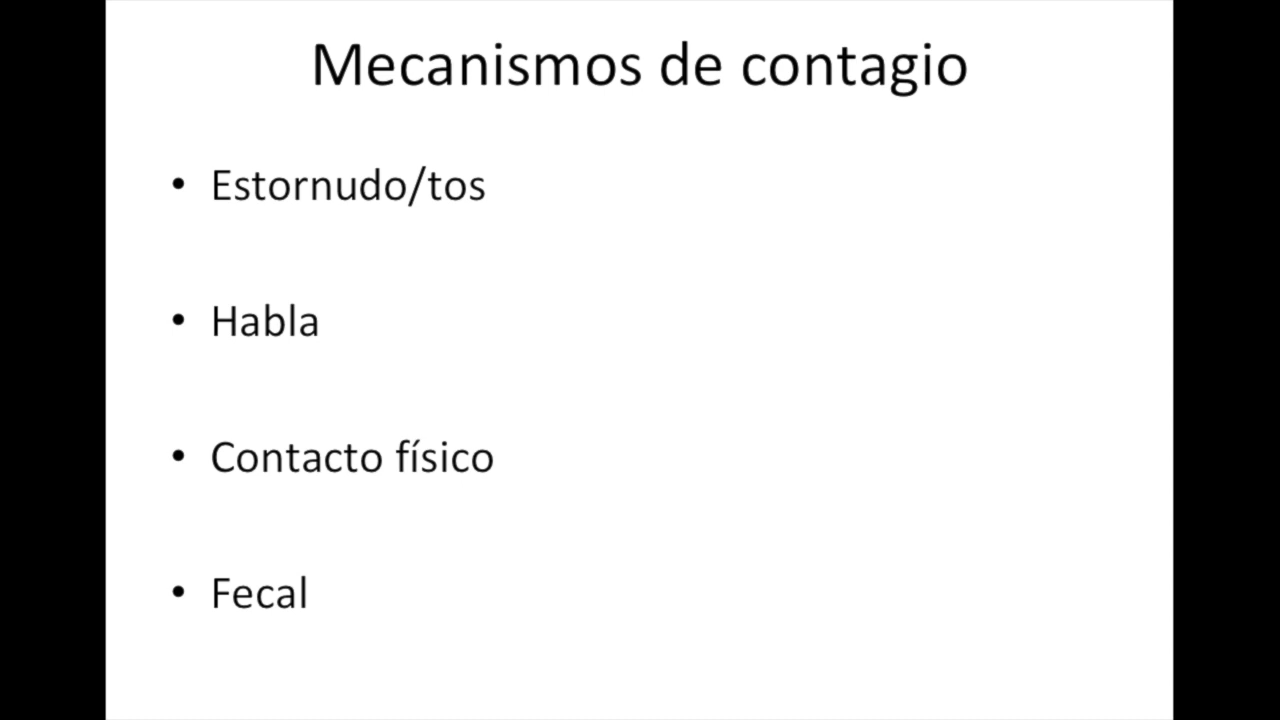 Mecanismos de contagio
• Estornudo/tos
• Habla
• Contacto físico
• Fecal